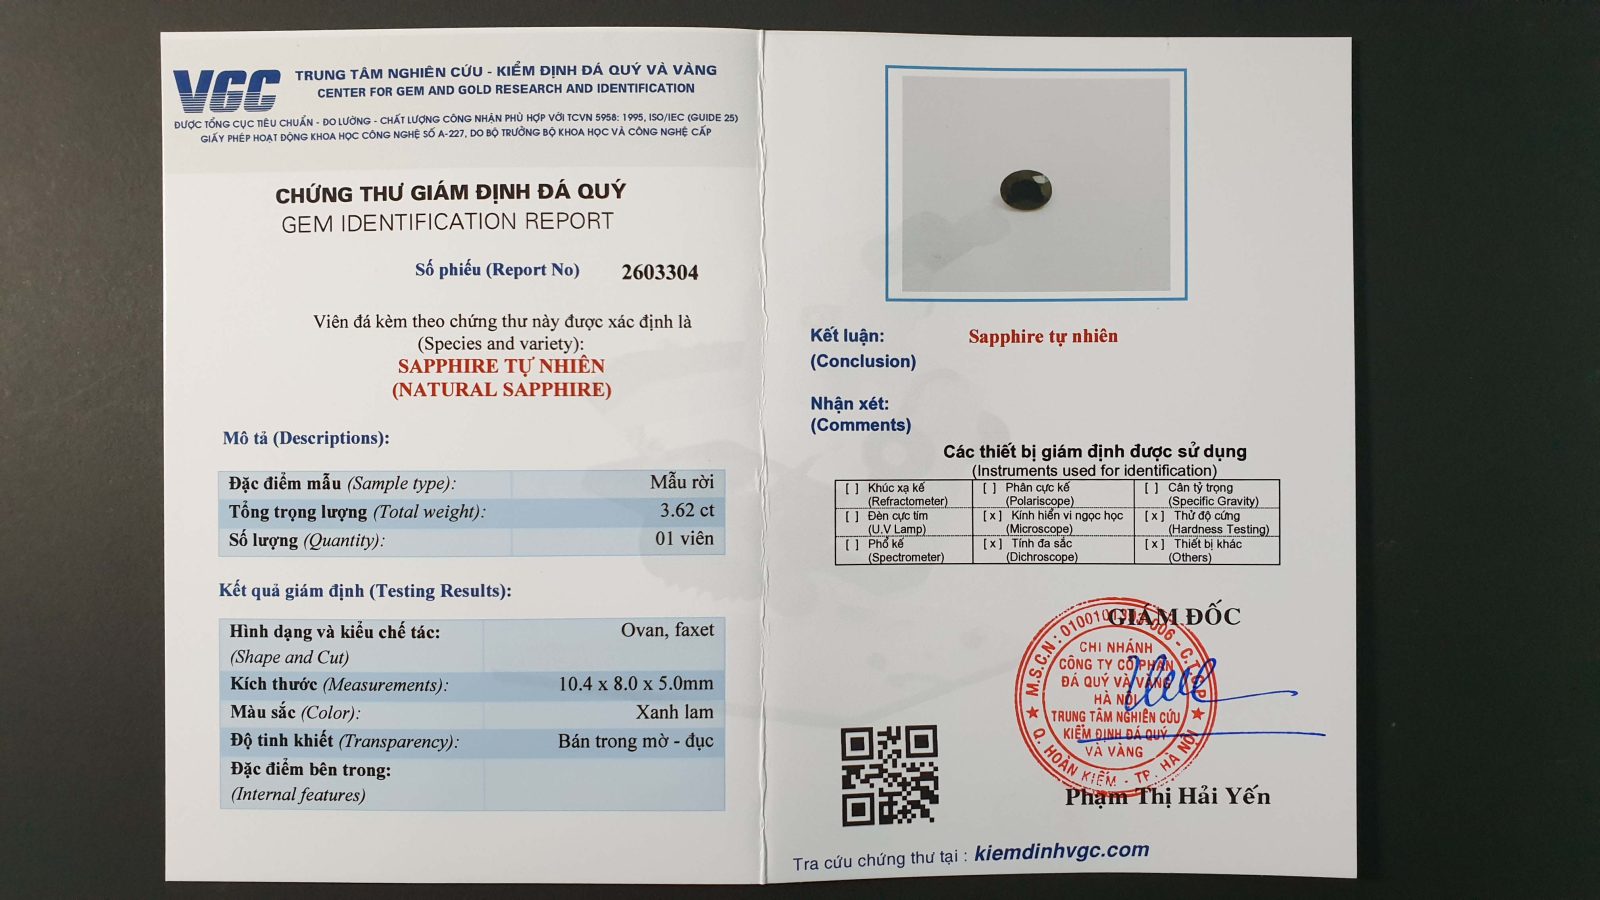 VGC
TRUNG TÂM NGHIÊN CỨU - KIỂM ĐỊNH ĐÁ QUÝ VÀ VÀNG
CENTER FOR GEM AND GOLD RESEARCH AND IDENTIFICATION
ĐƯỢC TỔNG CỤC TIÊU CHUẨN - ĐO LƯỜNG - CHẤT LƯỢNG CÔNG NHẬN PHÙ HỢP VỚI TCVN 5958: 1995, ISO/IEC (GUIDE 25)
GIẤY PHÉP HOẠT ĐỘNG KHOA HỌC CÔNG NGHỆ SỐ A-227, DO BỘ TRƯỞNG BỘ KHOA HỌC VÀ CÔNG NGHỆ CẤP
CHỨNG THƯ GIÁM ĐỊNH ĐÁ QUÝ
GEM IDENTIFICATION REPORT
Số phiếu (Report No) 2603304
Viên đá kèm theo chứng thư này được xác định là
(Species and variety):
SAPPHIRE TỰ NHIÊN
(NATURAL SAPPHIRE)
Mô tả (Descriptions):
Đặc điểm mẫu (Sample type): Mẫu rời
Tổng trọng lượng (Total weight): 3.62 ct
Số lượng (Quantity): 01 viên
Kết quả giám định (Testing Results):
Hình dạng và kiểu chế tác: Ovan, faxet
(Shape and Cut)
Kích thước (Measurements): 10.4 x 8.0 x 5.0mm
Màu sắc (Color): Xanh lam
Độ tinh khiết (Transparency): Bán trong mờ - đục
Đặc điểm bên trong:
(Internal features)
Kết luận: Sapphire tự nhiên
(Conclusion)
Nhận xét:
(Comments)
Các thiết bị giám định được sử dụng
(Instruments used for identification)
[ ] Khúc xạ kế [ ] Phân cực kế [ ] Cân tỷ trọng
(Refractometer) (Polariscope) (Specific Gravity)
[ ] Đèn cực tím [x] Kính hiển vi ngọc học [x] Thử độ cứng
(U.V Lamp) (Microscope) (Hardness Testing)
[ ] Phổ kế [x] Tính đa sắc [x] Thiết bị khác
(Spectrometer) (Dichroscope) (Others)
GIÁM ĐỐC
CHI NHÁNH
CÔNG TY CỔ PHẦN
ĐÁ QUÝ VÀ VÀNG
HÀ NỘI
TRUNG TÂM NGHIÊN CỨU
KIỂM ĐỊNH ĐÁ QUÝ
VÀ VÀNG
Q. HOÀN KIẾM - TP. HÀ NỘI
Phạm Thị Hải Yến
Tra cứu chứng thư tại : kiemdinhvgc.com